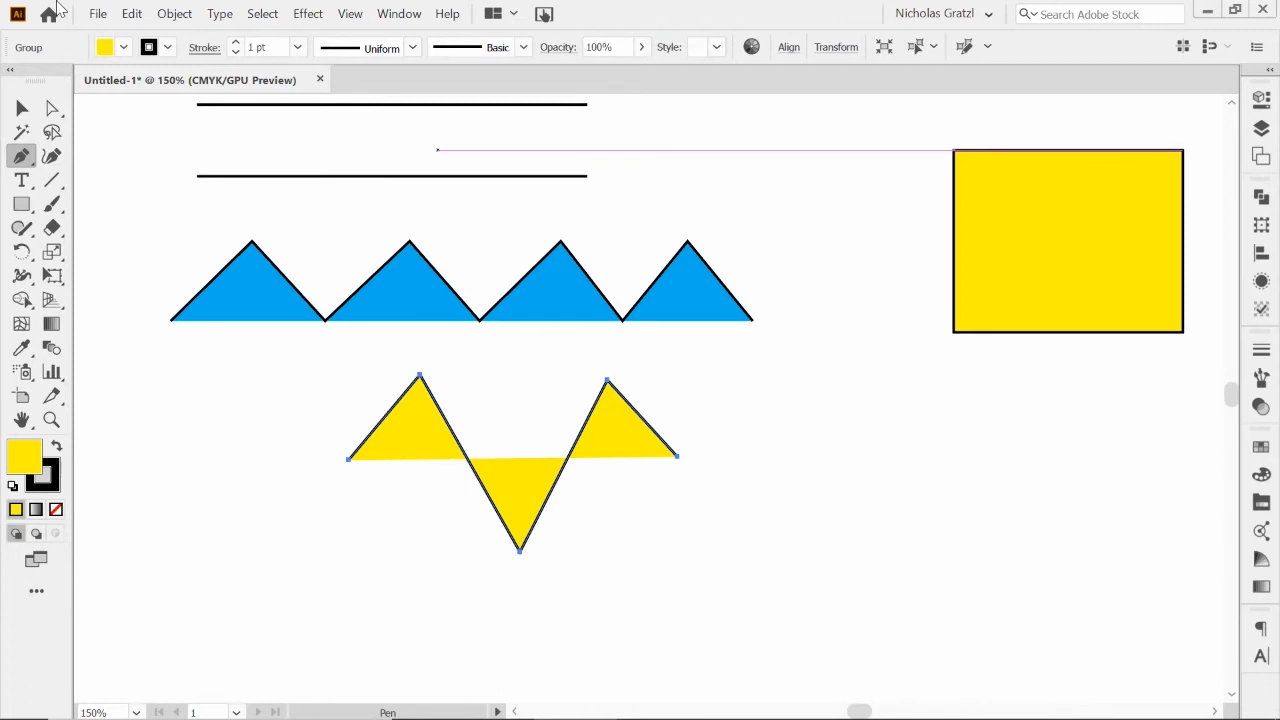 Ai File Edit Object Type Select Effect View Window Help Nicholas Gratzl Search Adobe Stock
Group Stroke: 1 pt Uniform Basic Opacity: 100% Style: Align Transform
Untitled-1* @ 150% (CMYK/GPU Preview)
150% 1 Pen